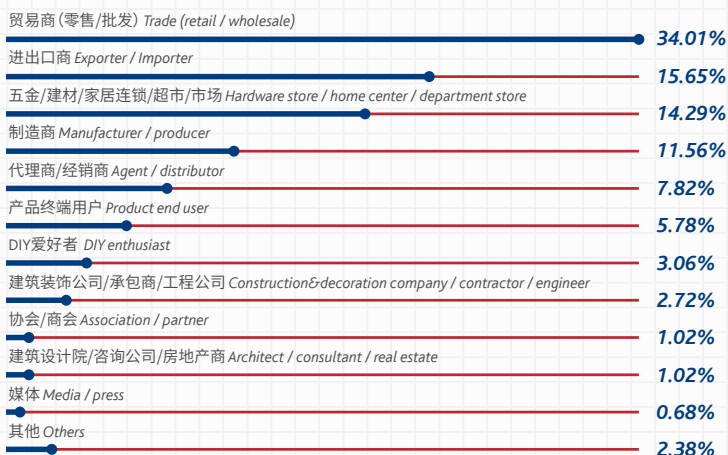 贸易商（零售/批发）Trade (retail / wholesale)
34.01%
进出口商 Exporter / Importer
15.65%
五金/建材/家居连锁/超市/市场 Hardware store / home center / department store
14.29%
制造商 Manufacturer / producer
11.56%
代理商/经销商 Agent / distributor
7.82%
产品终端用户 Product end user
5.78%
DIY爱好者 DIY enthusiast
3.06%
建筑装饰公司/承包商/工程公司 Construction&decoration company / contractor / engineer
2.72%
协会/商会 Association / partner
1.02%
建筑设计院/咨询公司/房地产商 Architect / consultant / real estate
1.02%
媒体 Media / press
0.68%
其他 Others
2.38%